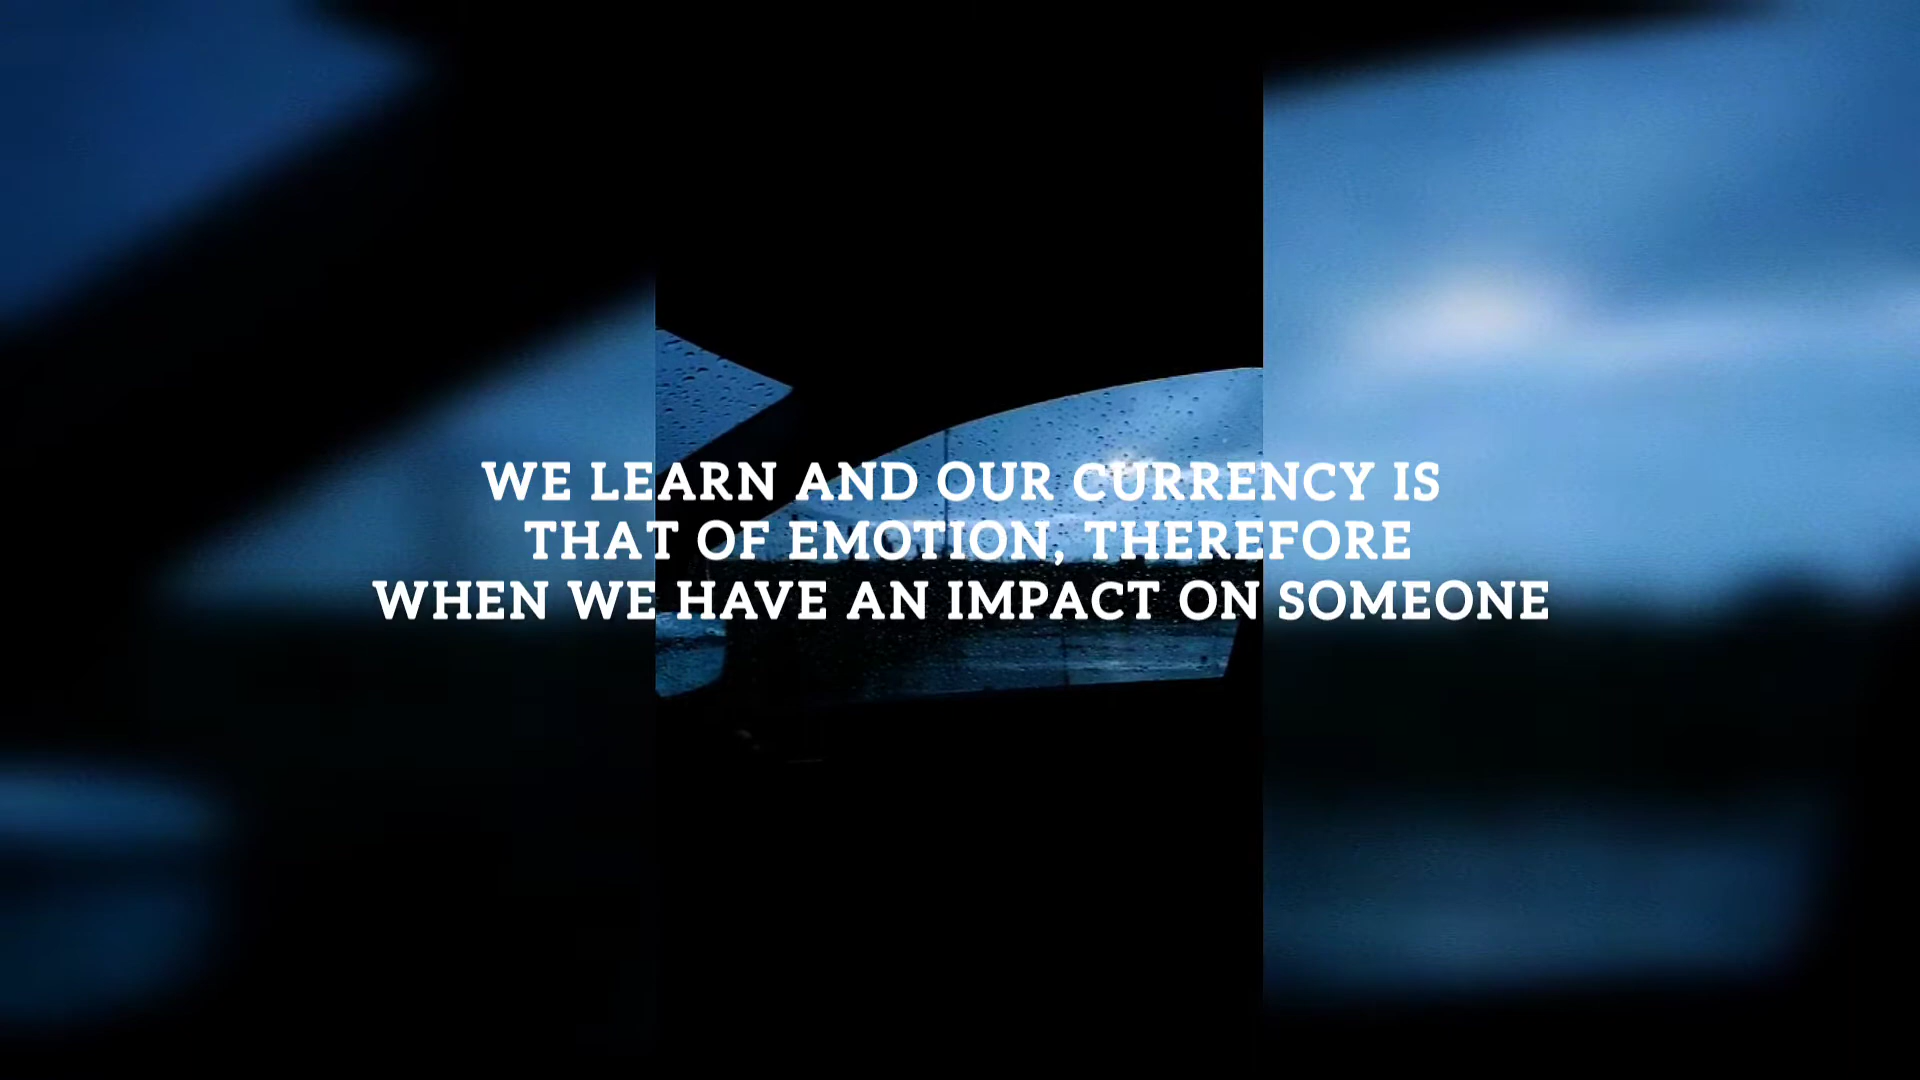 WE LEARN AND OUR CURRENCY IS
THAT OF EMOTION, THEREFORE
WHEN WE HAVE AN IMPACT ON SOMEONE